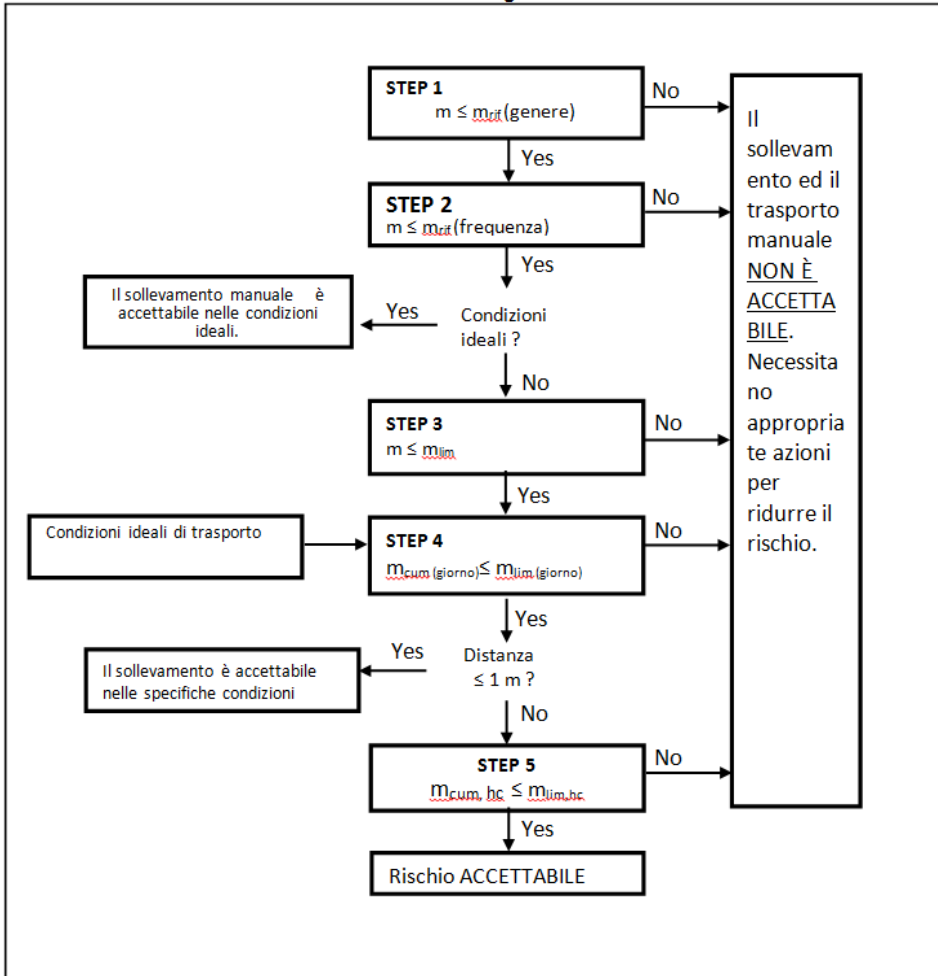 STEP 1
m ≤ mrif(genere)
No
Yes
STEP 2
m ≤ mrif(frequenza)
No
Yes
Il sollevamento manuale è
accettabile nelle condizioni
ideali.
Yes
Condizioni
ideali ?
No
STEP 3
m ≤ mlim
No
Yes
Condizioni ideali di trasporto
STEP 4
mcum (giorno)≤ mlim (giorno)
No
Yes
Il sollevamento è accettabile
nelle specifiche condizioni
Yes
Distanza
≤ 1 m ?
No
STEP 5
mcum, hc ≤ mlim,hc
No
Yes
Rischio ACCETTABILE
Il
sollevam
ento ed il
trasporto
manuale
NON È
ACCETTA
BILE.
Necessita
no
appropria
te azioni
per
ridurre il
rischio.